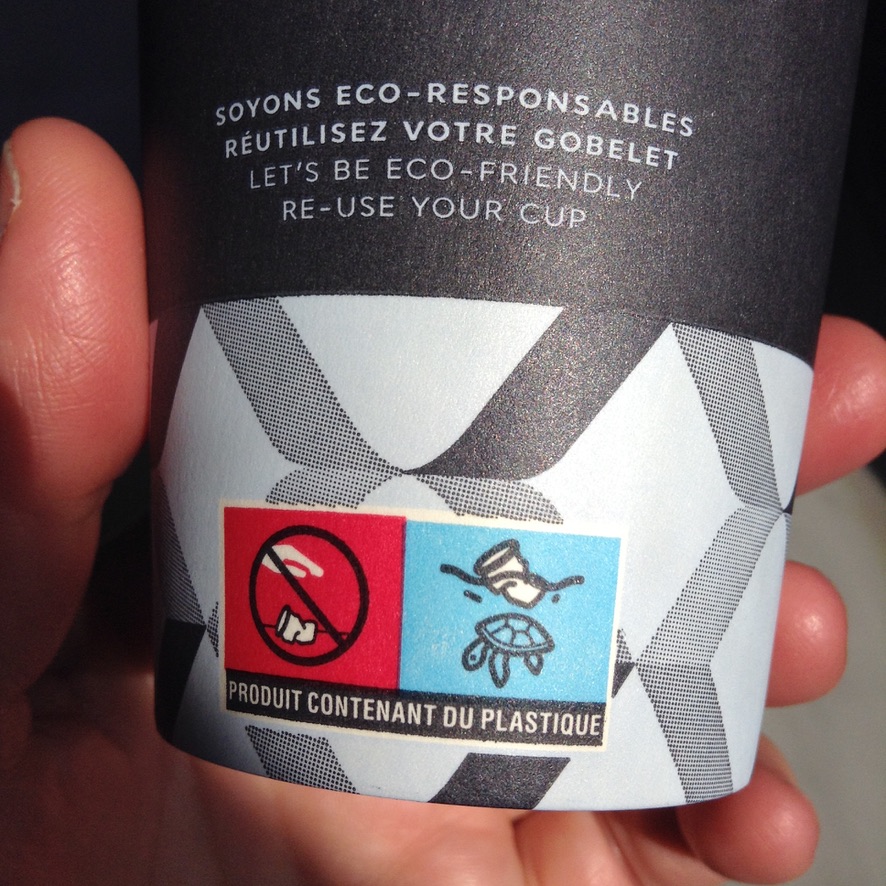 SOYONS ECO-RESPONSABLES
RÉUTILISEZ VOTRE GOBELET
LET'S BE ECO-FRIENDLY
RE-USE YOUR CUP
PRODUIT CONTENANT DU PLASTIQUE